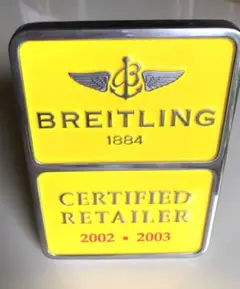 BREITLING
1884
CERTIFIED
RETAILER
2002 • 2003